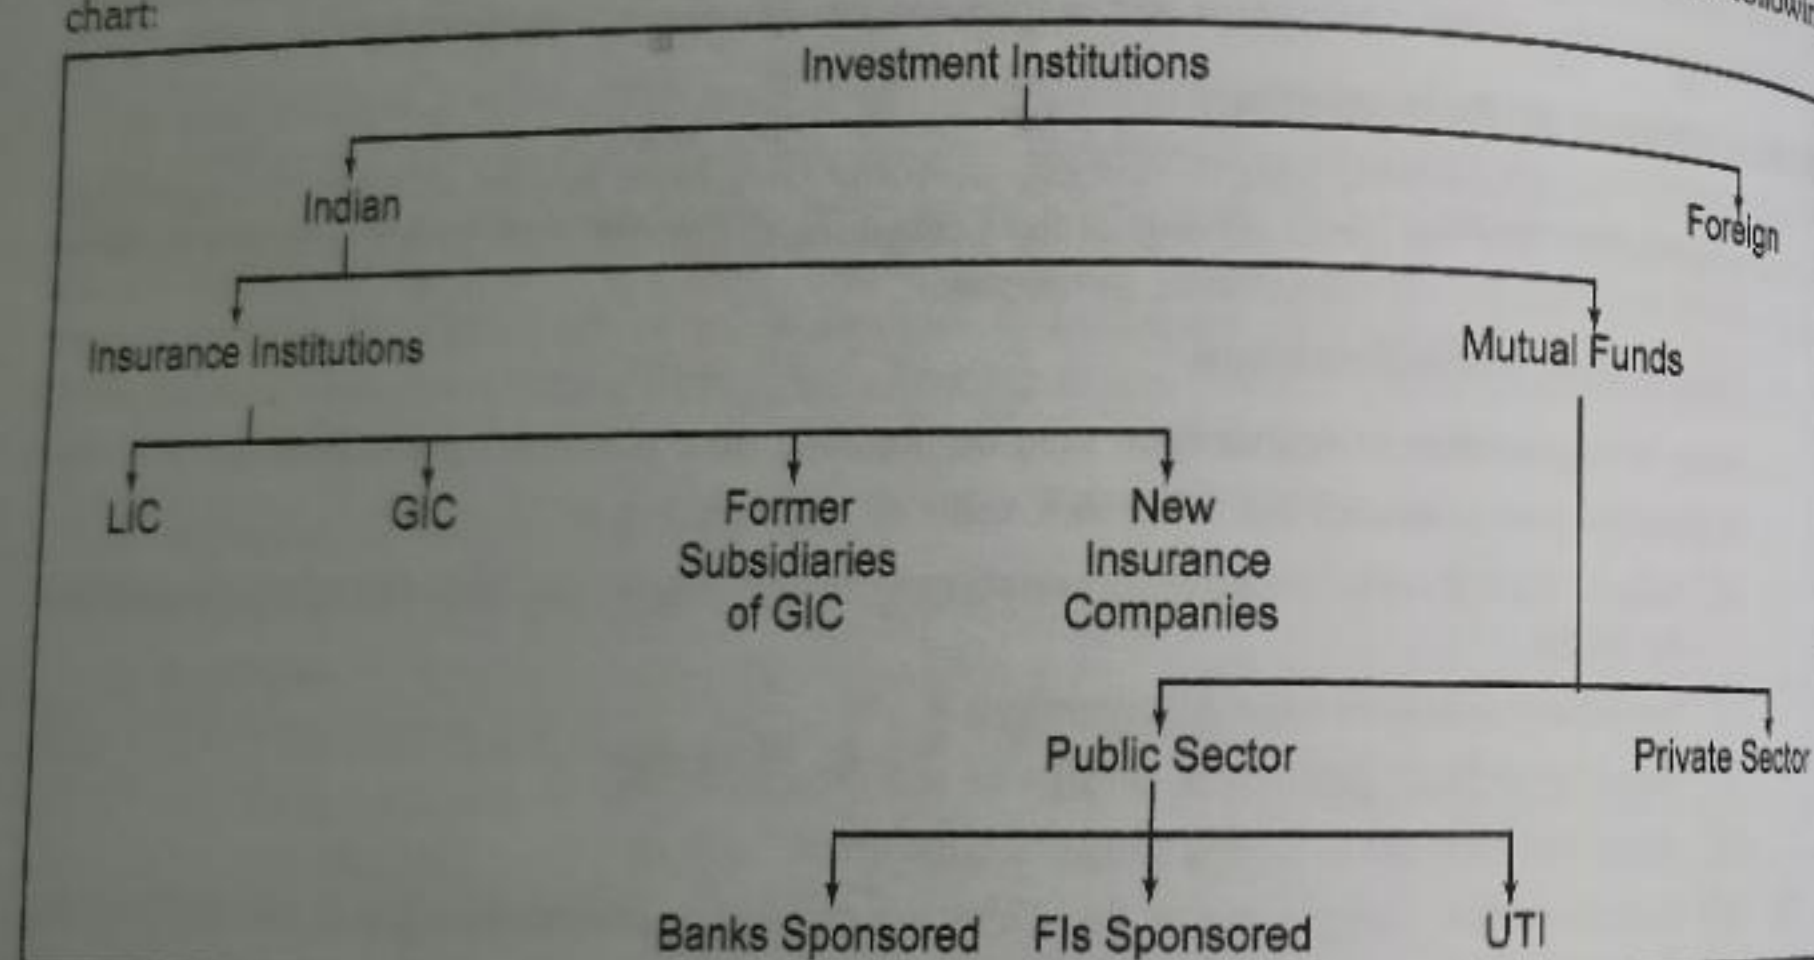 chart:
Investment Institutions
Indian
Foreign
Insurance Institutions
Mutual Funds
LIC
GIC
Former
Subsidiaries
of GIC
New
Insurance
Companies
Public Sector
Private Sector
Banks Sponsored
FIs Sponsored
UTI